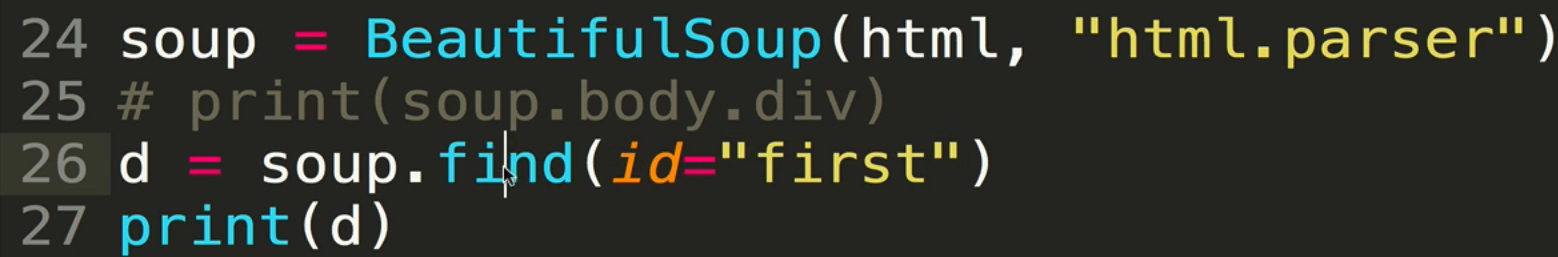 24 soup = BeautifulSoup(html, "html.parser")
25 # print(soup.body.div)
26 d = soup.find(id="first")
27 print(d)